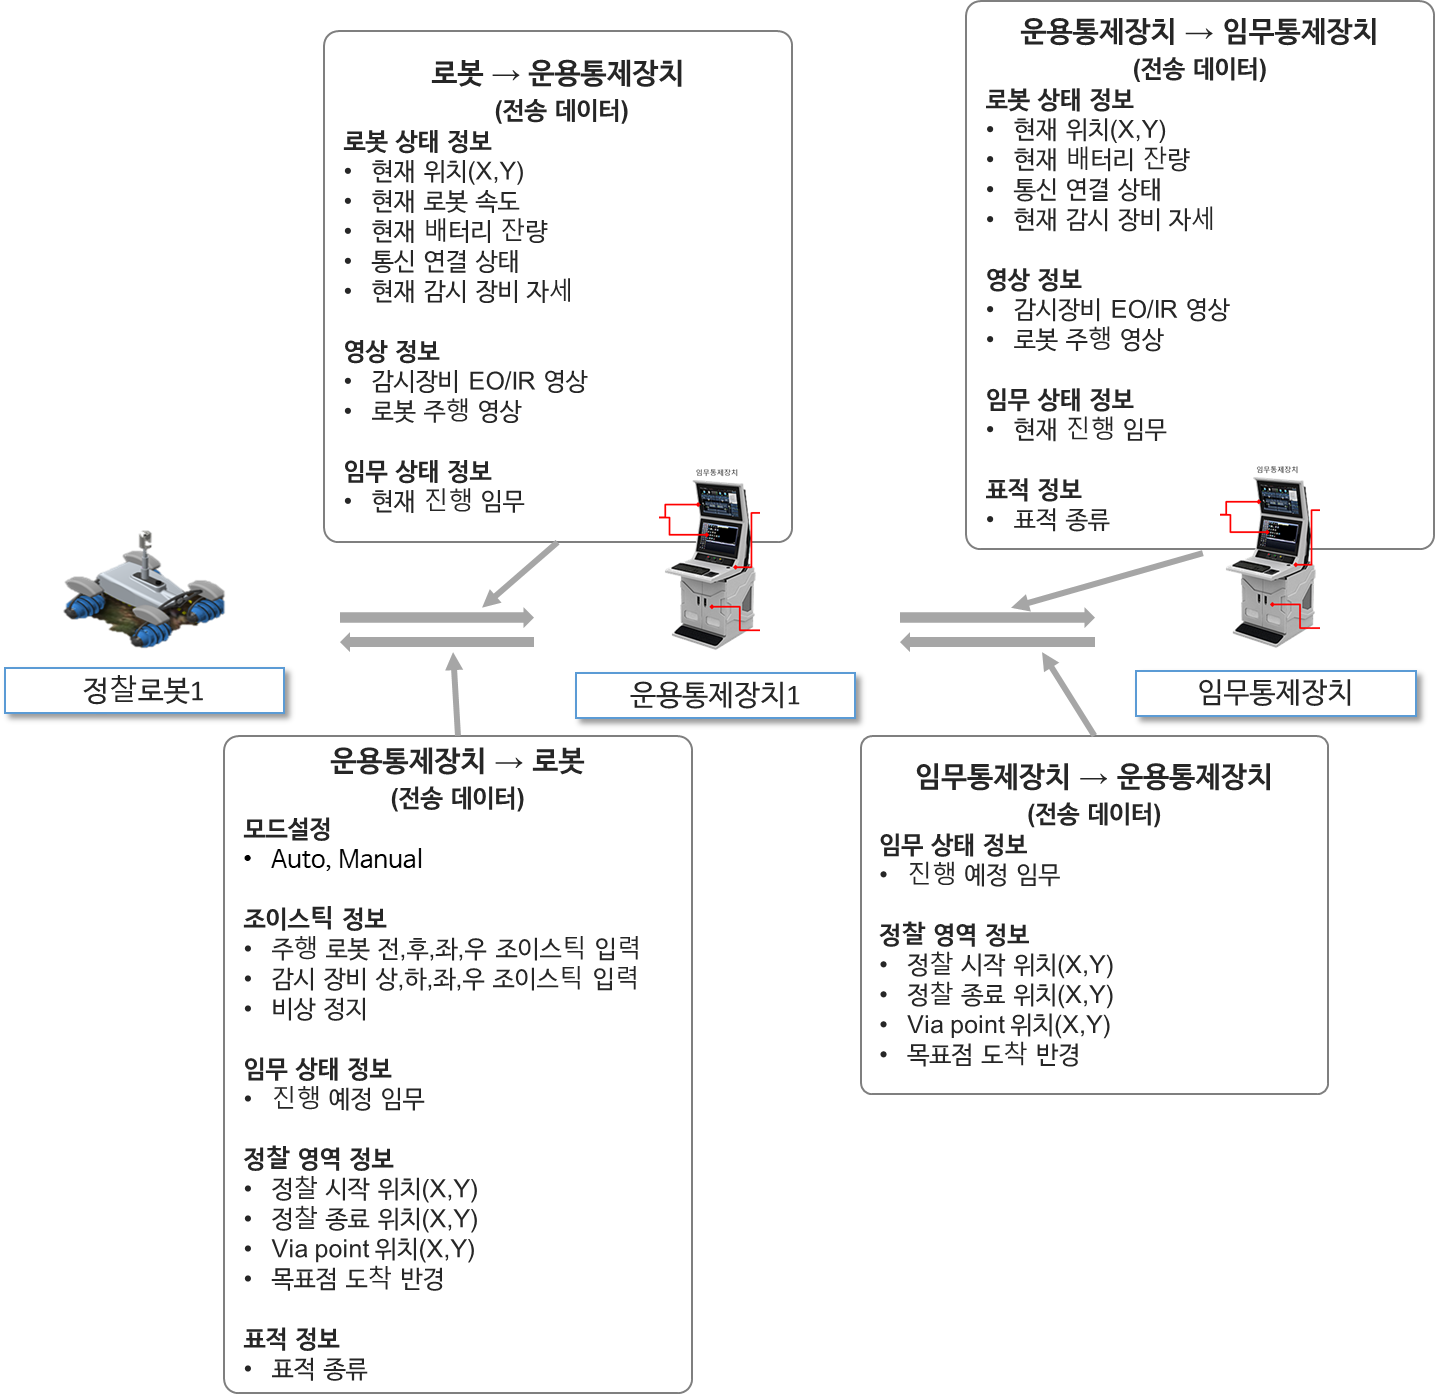 로봇 → 운용통제장치
(전송 데이터)
로봇 상태 정보
• 현재 위치(X,Y)
• 현재 로봇 속도
• 현재 배터리 잔량
• 통신 연결 상태
• 현재 감시 장비 자세
영상 정보
• 감시장비 EO/IR 영상
• 로봇 주행 영상
임무 상태 정보
• 현재 진행 임무
임무통제장치
운용통제장치 → 임무통제장치
(전송 데이터)
로봇 상태 정보
• 현재 위치(X,Y)
• 현재 배터리 잔량
• 통신 연결 상태
• 현재 감시 장비 자세
영상 정보
• 감시장비 EO/IR 영상
• 로봇 주행 영상
임무 상태 정보
• 현재 진행 임무
표적 정보
• 표적 종류
임무통제장치
정찰로봇1
운용통제장치1
임무통제장치
운용통제장치 → 로봇
(전송 데이터)
모드설정
• Auto, Manual
조이스틱 정보
• 주행 로봇 전,후,좌,우 조이스틱 입력
• 감시 장비 상,하,좌,우 조이스틱 입력
• 비상 정지
임무 상태 정보
• 진행 예정 임무
정찰 영역 정보
• 정찰 시작 위치(X,Y)
• 정찰 종료 위치(X,Y)
• Via point 위치(X,Y)
• 목표점 도착 반경
표적 정보
• 표적 종류
임무통제장치 → 운용통제장치
(전송 데이터)
임무 상태 정보
• 진행 예정 임무
정찰 영역 정보
• 정찰 시작 위치(X,Y)
• 정찰 종료 위치(X,Y)
• Via point 위치(X,Y)
• 목표점 도착 반경